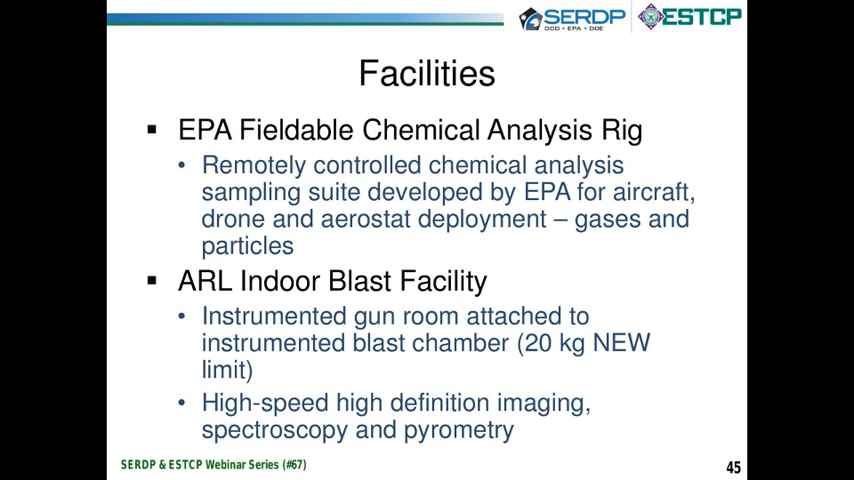 SERDP
DOD • EPA • DOE
ESTCP
Facilities
▪ EPA Fieldable Chemical Analysis Rig
• Remotely controlled chemical analysis
sampling suite developed by EPA for aircraft,
drone and aerostat deployment – gases and
particles
▪ ARL Indoor Blast Facility
• Instrumented gun room attached to
instrumented blast chamber (20 kg NEW
limit)
• High-speed high definition imaging,
spectroscopy and pyrometry
SERDP & ESTCP Webinar Series (#67)
45